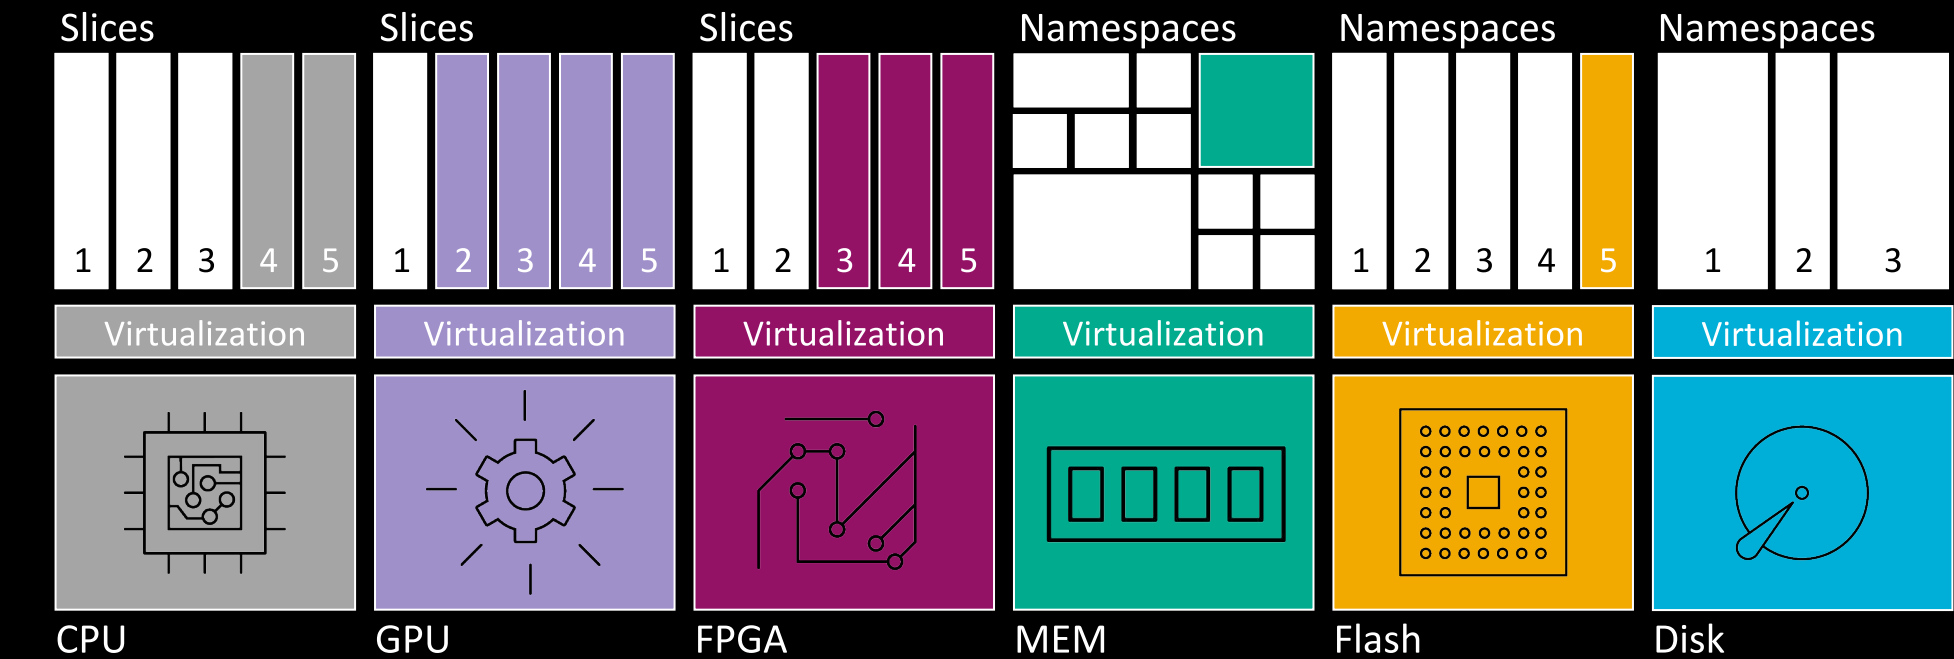 Slices Slices Slices Namespaces Namespaces Namespaces
1 2 3 4 5 1 2 3 4 5 1 2 3 4 5 1 2 3 4 5 1 2 3
Virtualization Virtualization Virtualization Virtualization Virtualization Virtualization
CPU GPU FPGA MEM Flash Disk